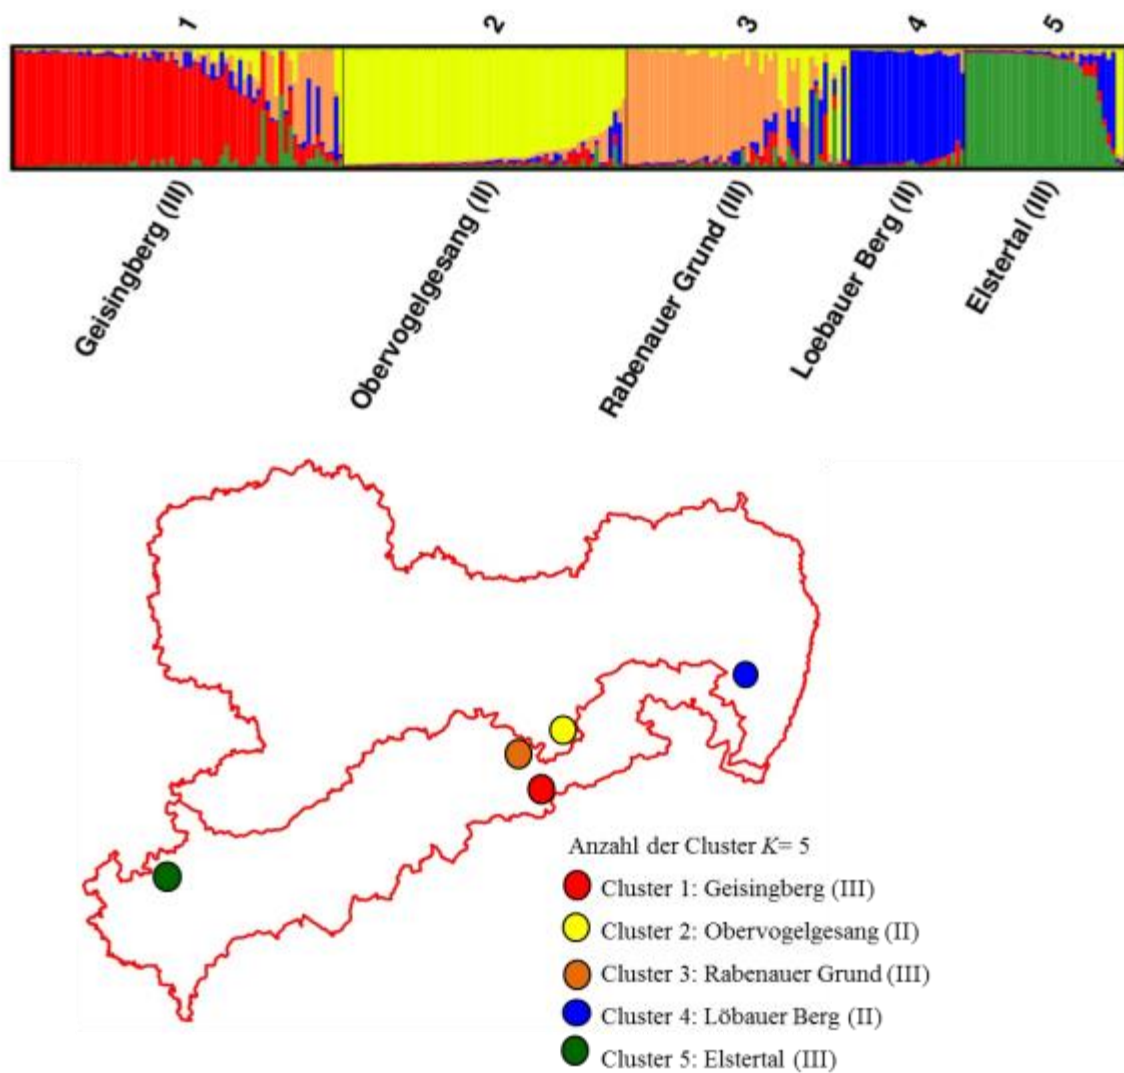 1 2 3 4 5
Geisingberg (III)
Obervogelgesang (II)
Rabenauer Grund (III)
Loebauer Berg (II)
Elstertal (III)
Anzahl der Cluster K= 5
Cluster 1: Geisingberg (III)
Cluster 2: Obervogelgesang (II)
Cluster 3: Rabenauer Grund (III)
Cluster 4: Löbauer Berg (II)
Cluster 5: Elstertal (III)